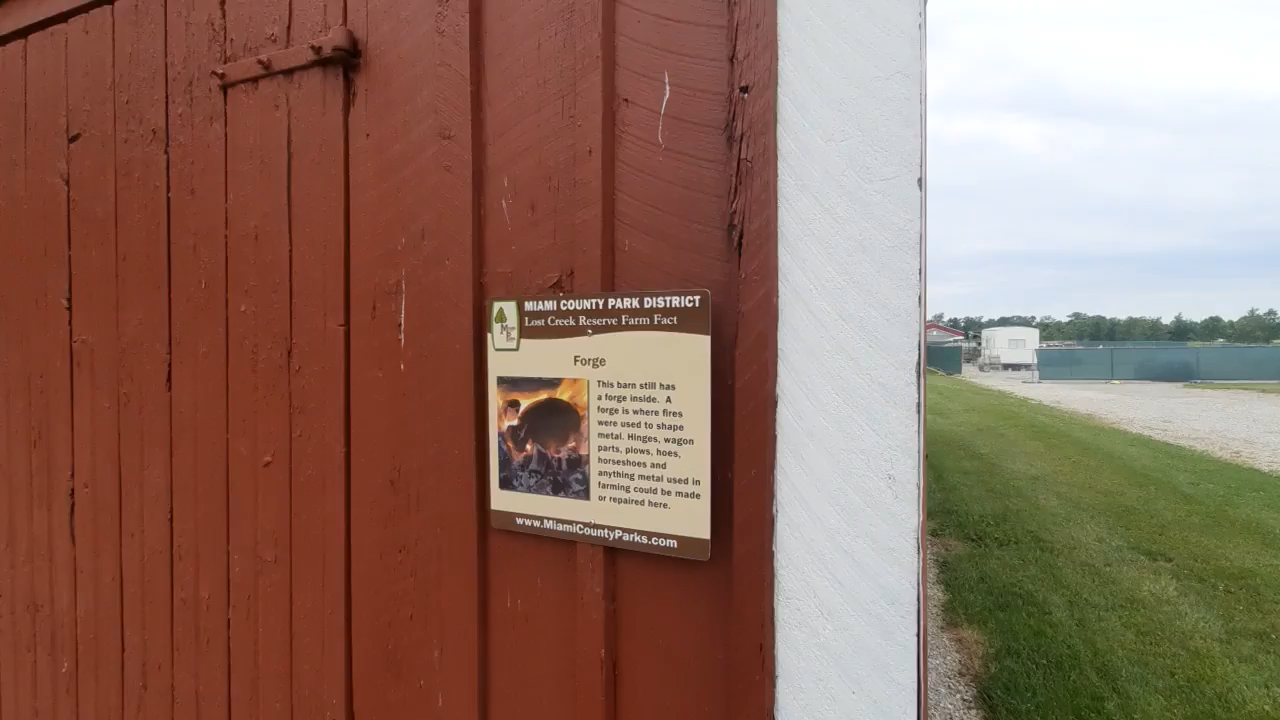 MIAMI COUNTY PARK DISTRICT
Lost Creek Reserve Farm Fact
Forge
This barn still has
a forge inside. A
forge is where fires
were used to shape
metal. Hinges, wagon
parts, plows, hoes,
horseshoes and
anything metal used in
farming could be made
or repaired here.
www.MiamiCountyParks.com